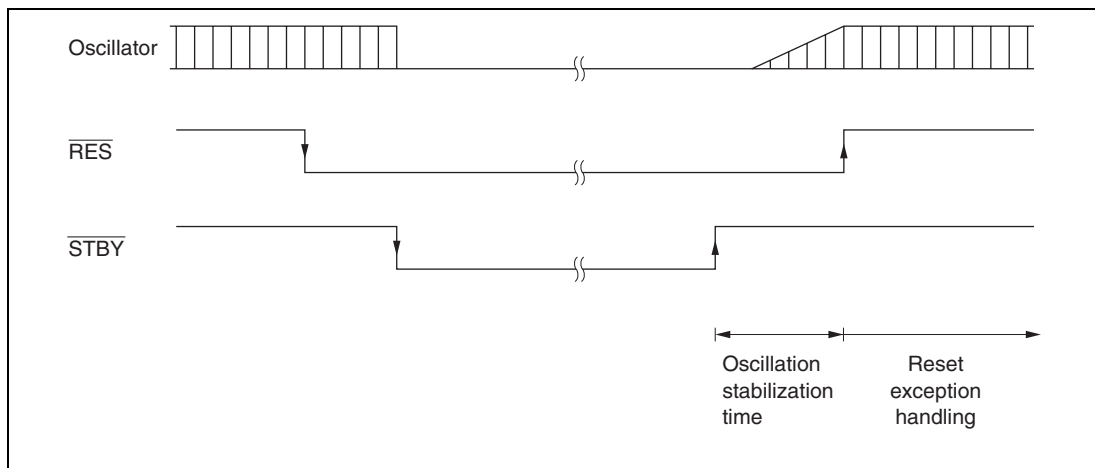 Oscillator
RES
STBY
Oscillation
stabilization
time
Reset
exception
handling